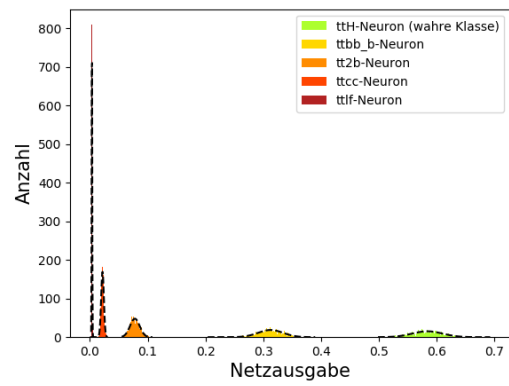 ttH-Neuron (wahre Klasse)
ttbb_b-Neuron
tt2b-Neuron
ttcc-Neuron
ttlf-Neuron
Anzahl
800
700
600
500
400
300
200
100
0
0.0 0.1 0.2 0.3 0.4 0.5 0.6 0.7
Netzausgabe